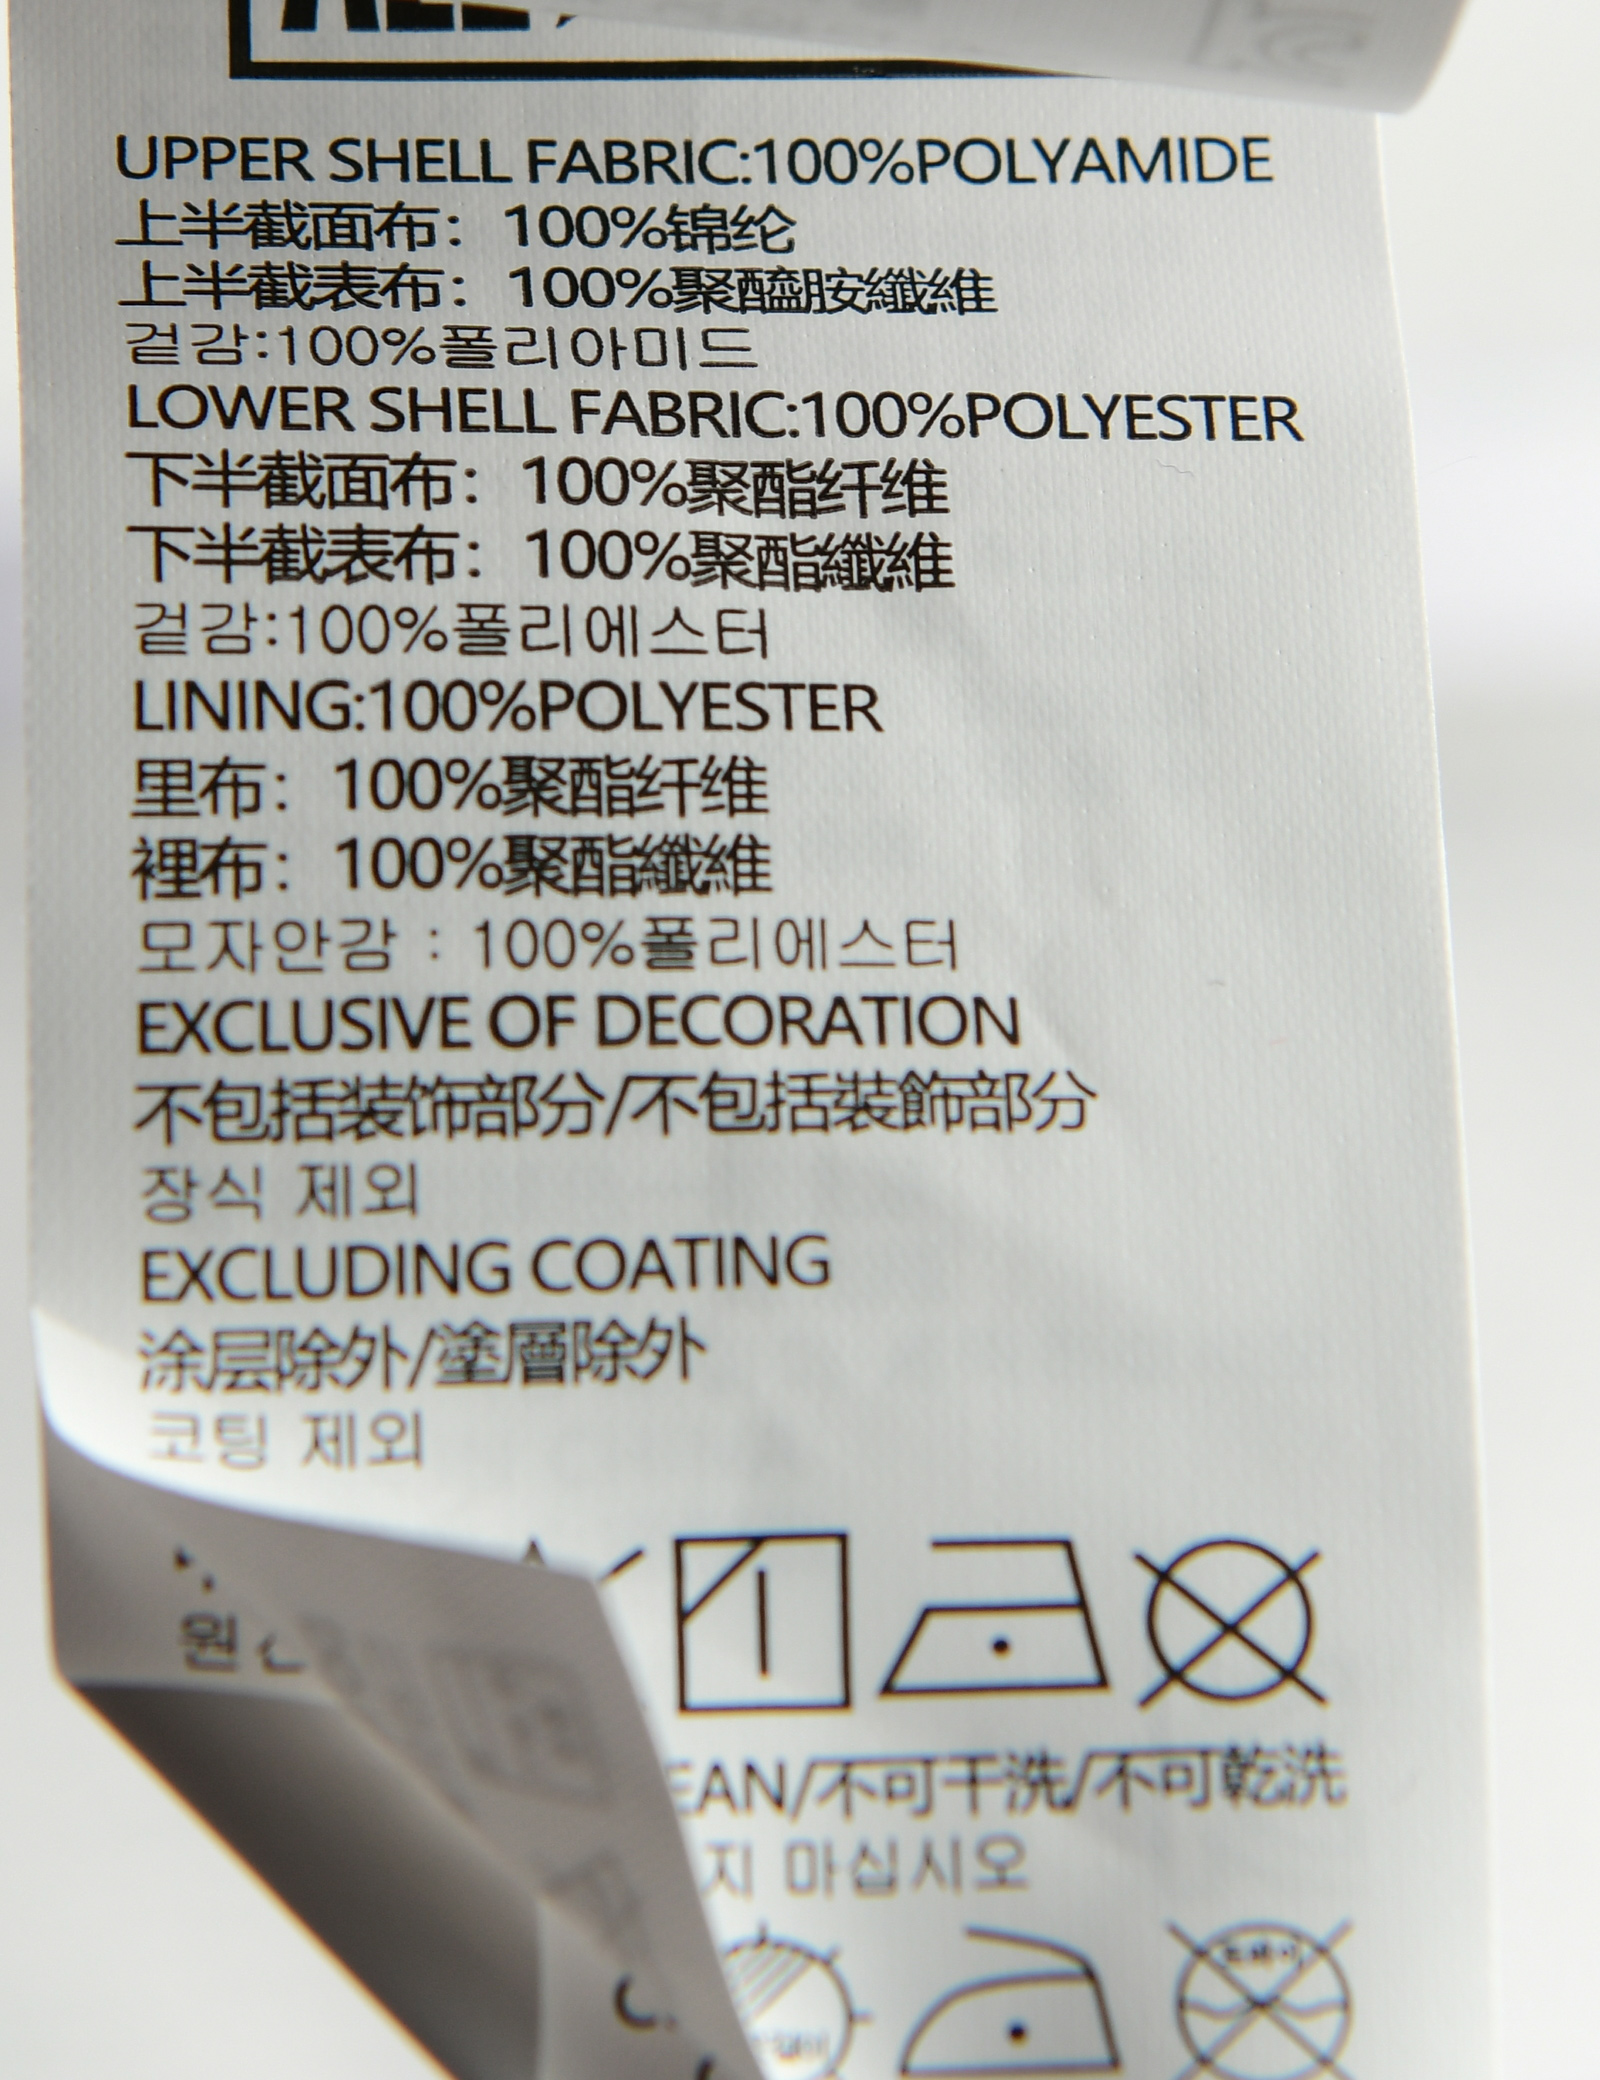 UPPER SHELL FABRIC:100%POLYAMIDE
上半截面布：100%锦纶
上半截表布：100%聚醯胺纖維
겉감:100%폴리아미드
LOWER SHELL FABRIC:100%POLYESTER
下半截面布：100%聚酯纤维
下半截表布：100%聚酯纖維
겉감:100%폴리에스터
LINING:100%POLYESTER
里布：100%聚酯纤维
裡布：100%聚酯纖維
모자안감 : 100%폴리에스터
EXCLUSIVE OF DECORATION
不包括装饰部分/不包括裝飾部分
장식 제외
EXCLUDING COATING
涂层除外/塗層除外
코팅 제외
원
EAN/不可干洗/不可乾洗
지 마십시오
드라이